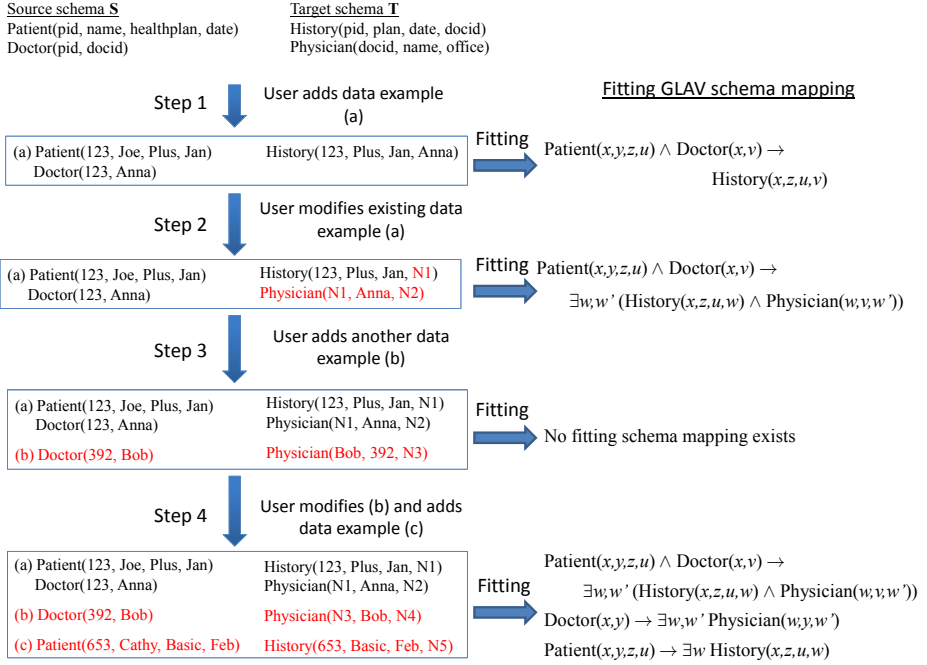 Source schema S
Target schema T
Patient(pid, name, healthplan, date)
History(pid, plan, date, docid)
Doctor(pid, docid)
Physician(docid, name, office)
Fitting GLAV schema mapping
Step 1
User adds data example
(a)
(a) Patient(123, Joe, Plus, Jan)
Doctor(123, Anna)
History(123, Plus, Jan, Anna)
Fitting
Patient(x,y,z,u) ∧ Doctor(x,v) →
History(x,z,u,v)
Step 2
User modifies existing data
example (a)
(a) Patient(123, Joe, Plus, Jan)
Doctor(123, Anna)
History(123, Plus, Jan, N1)
Physician(N1, Anna, N2)
Fitting
Patient(x,y,z,u) ∧ Doctor(x,v) →
∃w,w’ (History(x,z,u,w) ∧ Physician(w,v,w’))
Step 3
User adds another data
example (b)
(a) Patient(123, Joe, Plus, Jan)
Doctor(123, Anna)
(b) Doctor(392, Bob)
History(123, Plus, Jan, N1)
Physician(N1, Anna, N2)
Physician(Bob, 392, N3)
Fitting
No fitting schema mapping exists
Step 4
User modifies (b) and adds
data example (c)
(a) Patient(123, Joe, Plus, Jan)
Doctor(123, Anna)
(b) Doctor(392, Bob)
(c) Patient(653, Cathy, Basic, Feb)
History(123, Plus, Jan, N1)
Physician(N1, Anna, N2)
Physician(N3, Bob, N4)
History(653, Basic, Feb, N5)
Fitting
Patient(x,y,z,u) ∧ Doctor(x,v) →
∃w,w’ (History(x,z,u,w) ∧ Physician(w,v,w’))
Doctor(x,y) → ∃w,w’ Physician(w,y,w’)
Patient(x,y,z,u) → ∃w History(x,z,u,w)